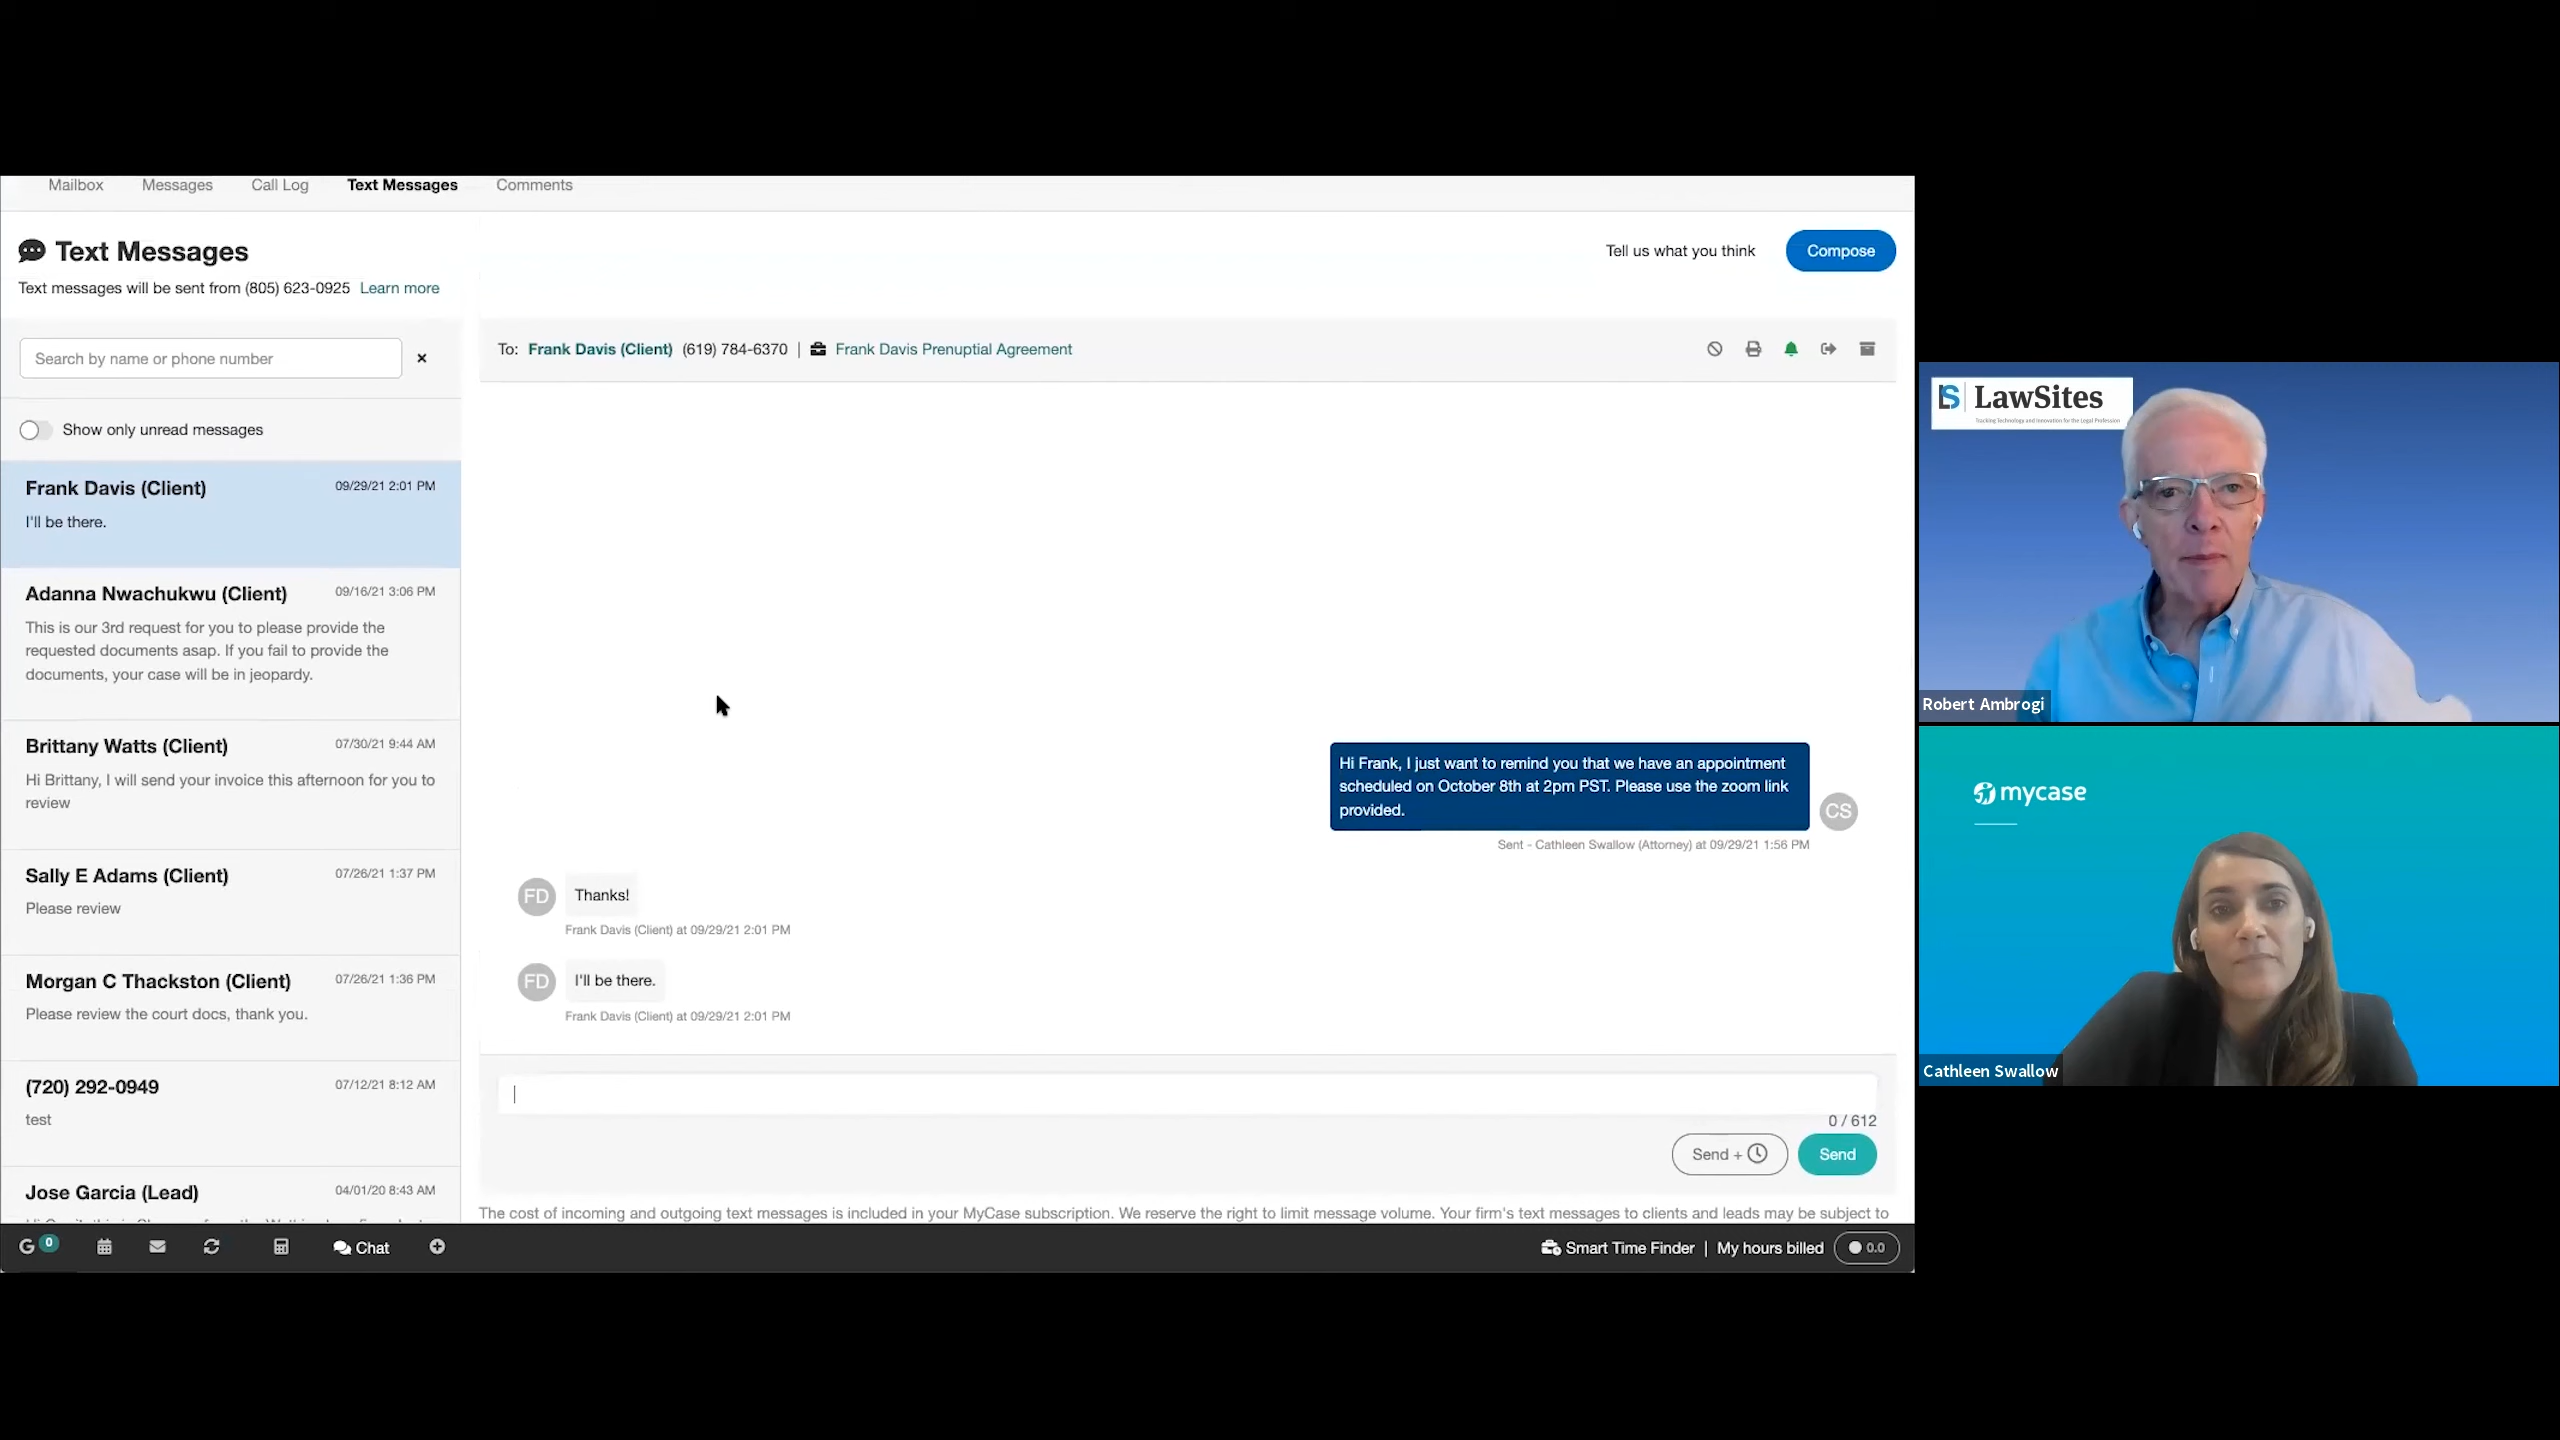 Mailbox Messages Call Log Text Messages Comments
Text Messages
Text messages will be sent from (805) 623-0925 Learn more
Tell us what you think
Compose
Search by name or phone number
Show only unread messages
Frank Davis (Client) 09/29/21 2:01 PM
I'll be there.
Adanna Nwachukwu (Client) 09/16/21 3:06 PM
This is our 3rd request for you to please provide the
requested documents asap. If you fail to provide the
documents, your case will be in jeopardy.
Brittany Watts (Client) 07/30/21 9:44 AM
Hi Brittany, I will send your invoice this afternoon for you to
review
Sally E Adams (Client) 07/26/21 1:37 PM
Please review
Morgan C Thackston (Client) 07/26/21 1:36 PM
Please review the court docs, thank you.
(720) 292-0949 07/12/21 8:12 AM
test
Jose Garcia (Lead) 04/01/20 8:43 AM
To: Frank Davis (Client) (619) 784-6370 | Frank Davis Prenuptial Agreement
Hi Frank, I just want to remind you that we have an appointment
scheduled on October 8th at 2pm PST. Please use the zoom link
provided.
CS
Sent - Cathleen Swallow (Attorney) at 09/29/21 1:56 PM
FD
Thanks!
Frank Davis (Client) at 09/29/21 2:01 PM
FD
I'll be there.
Frank Davis (Client) at 09/29/21 2:01 PM
0 / 612
Send +
Send
The cost of incoming and outgoing text messages is included in your MyCase subscription. We reserve the right to limit message volume. Your firm's text messages to clients and leads may be subject to
G 0
Chat
Smart Time Finder | My hours billed 0.0
LS LawSites
Tracking Technology and Innovation for the Legal Profession
Robert Ambrogi
mycase
Cathleen Swallow